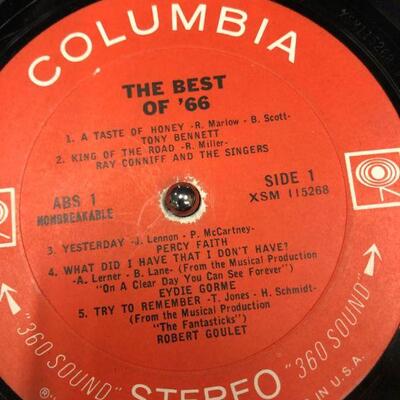 COLUMBIA
THE BEST
OF '66
1. A TASTE OF HONEY -R. Marlow - B. Scott-
TONY BENNETT
2. KING OF THE ROAD -R. Miller-
RAY CONNIFF AND THE SINGERS
ABS 1
NONBREAKABLE
SIDE 1
XSM 115268
3. YESTERDAY -J. Lennon - P. McCartney-
PERCY FAITH
4. WHAT DID I HAVE THAT I DON'T HAVE?
-A. Lerner - B. Lane- (From the Musical Production
"On A Clear Day You Can See Forever")
EYDIE GORME
5. TRY TO REMEMBER -T. Jones - H. Schmidt-
(From the Musical Production
"The Fantasticks")
ROBERT GOULET
"360 SOUND" STEREO "360 SOUND"
IN U.S.A.